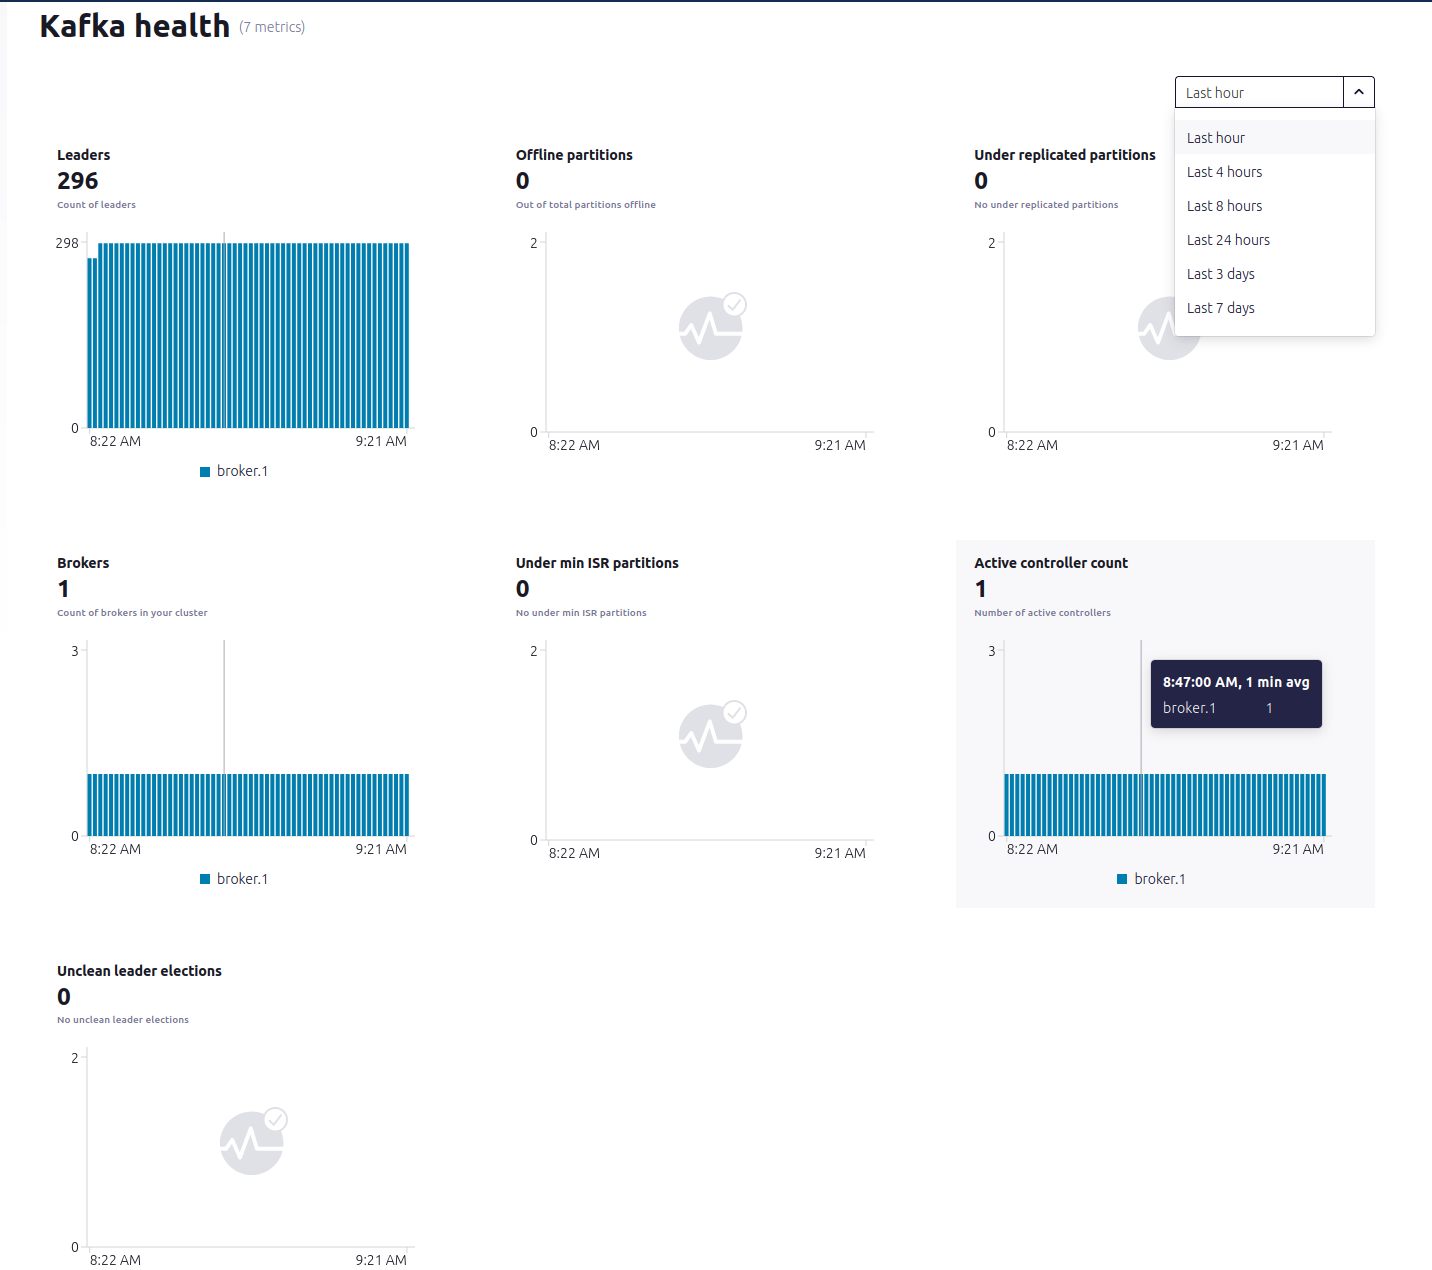 Kafka health (7 metrics)
Last hour
Last hour
Last 4 hours
Last 8 hours
Last 24 hours
Last 3 days
Last 7 days
Leaders
296
Count of leaders
298
0
8:22 AM 9:21 AM
broker.1
Offline partitions
0
Out of total partitions offline
2
0
8:22 AM 9:21 AM
Under replicated partitions
0
No under replicated partitions
2
0
8:22 AM 9:21 AM
Brokers
1
Count of brokers in your cluster
3
0
8:22 AM 9:21 AM
broker.1
Under min ISR partitions
0
No under min ISR partitions
2
0
8:22 AM 9:21 AM
Active controller count
1
Number of active controllers
3
8:47:00 AM, 1 min avg
broker.1 1
0
8:22 AM 9:21 AM
broker.1
Unclean leader elections
0
No unclean leader elections
2
0
8:22 AM 9:21 AM